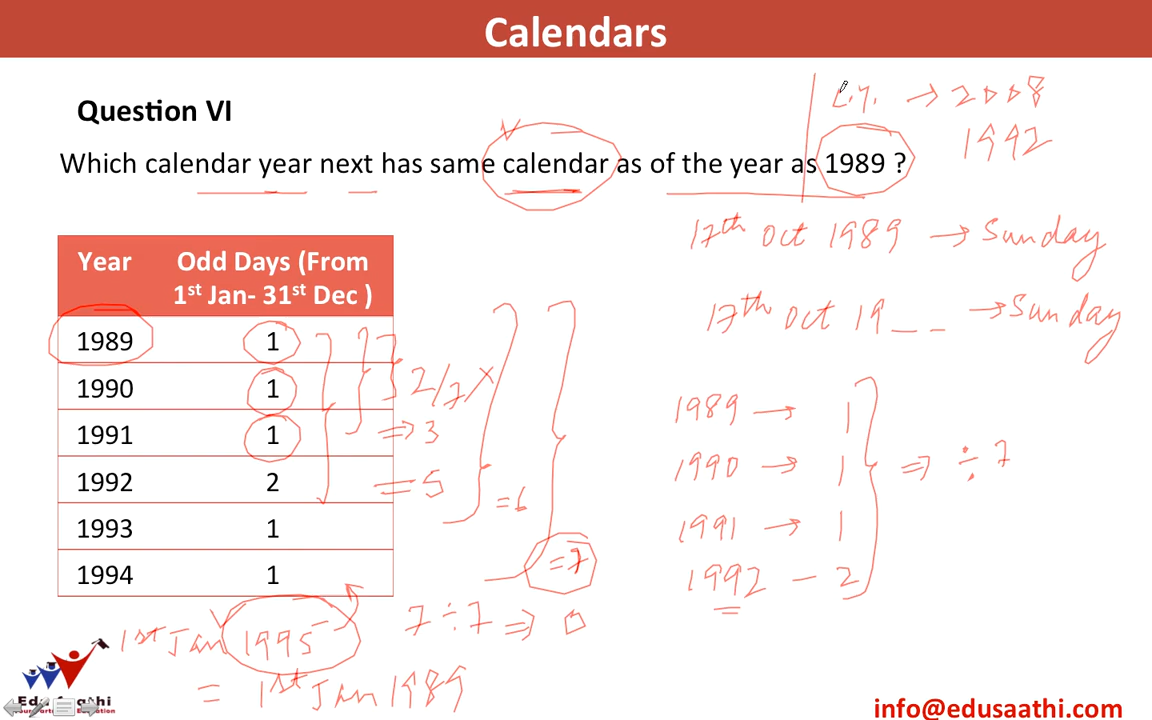 Calendars
Question VI
L.Y. → 2008
1992
Which calendar year next has same calendar as of the year as 1989 ?
17th Oct 1989 → Sunday
17th Oct 19_ _ → Sunday
Year Odd Days (From 1st Jan- 31st Dec )
1989 1
1990 1
1991 1
1992 2
1993 1
1994 1
2/7 ×
⇒ 3
= 5
= 6
= 7
1989 → 1
1990 → 1
1991 → 1
1992 - 2
⇒ ÷ 7
1st Jan 1995
= 1st Jan 1989
7 ÷ 7 ⇒ 0
info@edusaathi.com